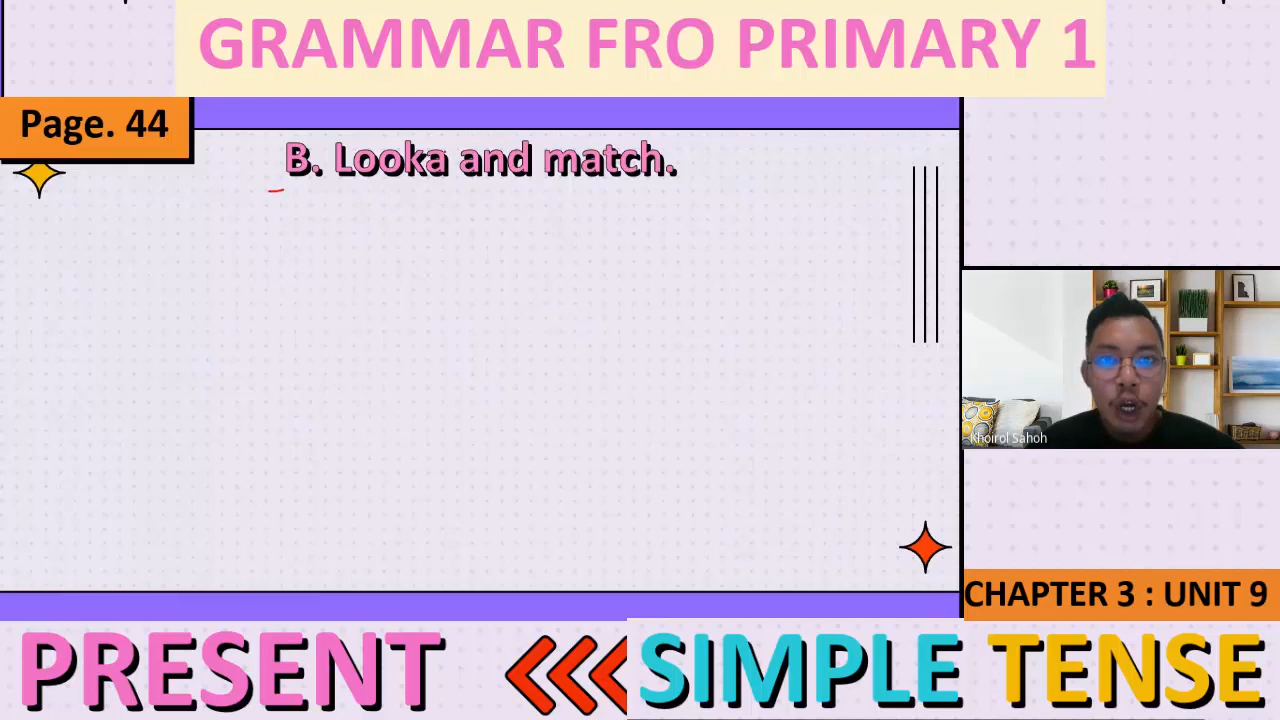 GRAMMAR FRO PRIMARY 1
Page. 44
B. Looka and match.
Khoirol Sahoh
CHAPTER 3 : UNIT 9
PRESENT
SIMPLE TENSE